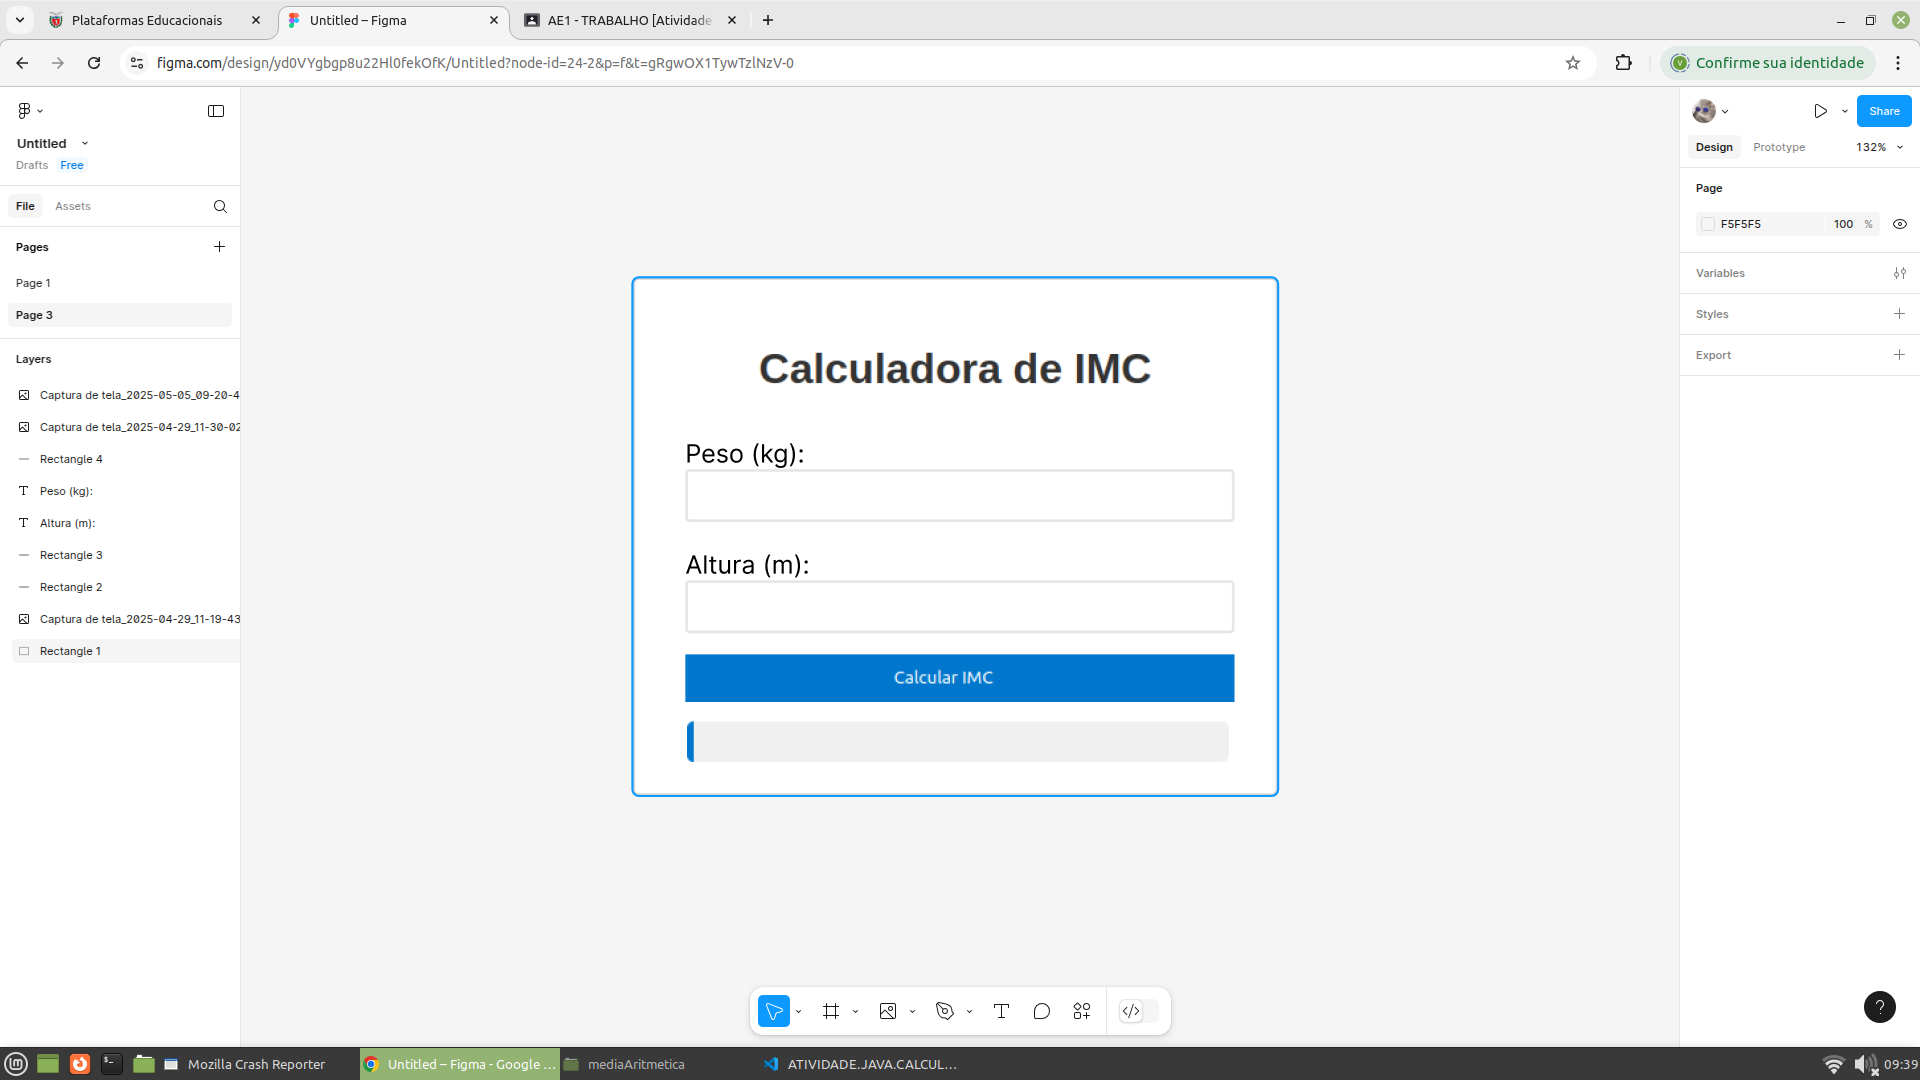 Plataformas Educacionais
Untitled – Figma
AE1 - TRABALHO [Atividade
figma.com/design/yd0VYgbgp8u22Hl0fekOfK/Untitled?node-id=24-2&p=f&t=gRgwOX1TywTzlNzV-0
Confirme sua identidade
Untitled
Drafts
Free
File
Assets
Pages
Page 1
Page 3
Layers
Captura de tela_2025-05-05_09-20-4
Captura de tela_2025-04-29_11-30-02
Rectangle 4
Peso (kg):
Altura (m):
Rectangle 3
Rectangle 2
Captura de tela_2025-04-29_11-19-43
Rectangle 1
Calculadora de IMC
Peso (kg):
Altura (m):
Calcular IMC
Share
Design
Prototype
132%
Page
F5F5F5
100 %
Variables
Styles
Export
?
Mozilla Crash Reporter
Untitled – Figma - Google ...
mediaAritmetica
ATIVIDADE.JAVA.CALCUL...
09:39